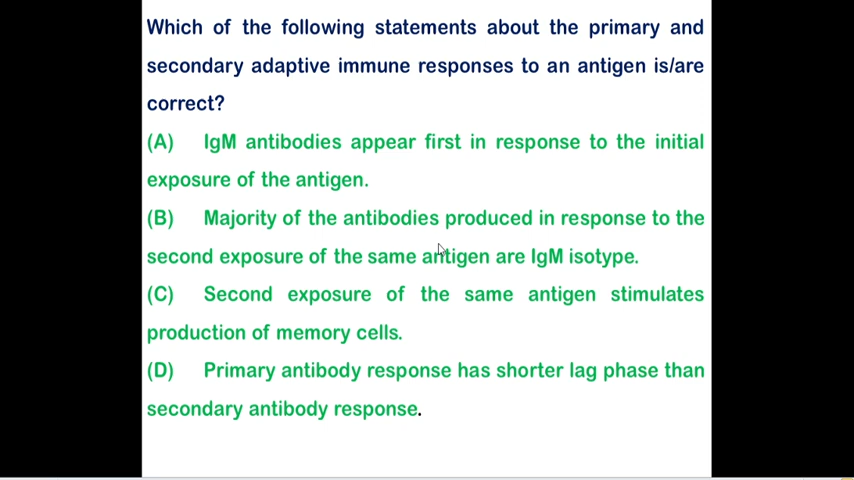 Which of the following statements about the primary and
secondary adaptive immune responses to an antigen is/are
correct?
(A) IgM antibodies appear first in response to the initial
exposure of the antigen.
(B) Majority of the antibodies produced in response to the
second exposure of the same antigen are IgM isotype.
(C) Second exposure of the same antigen stimulates
production of memory cells.
(D) Primary antibody response has shorter lag phase than
secondary antibody response.